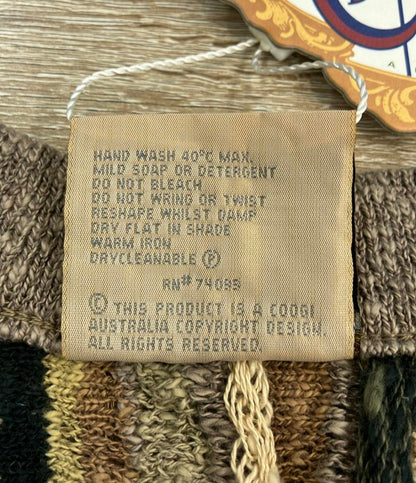 HAND WASH 40°C MAX.
MILD SOAP OR DETERGENT
DO NOT BLEACH
DO NOT WRING OR TWIST
RESHAPE WHILST DAMP
DRY FLAT IN SHADE
WARM IRON
DRYCLEANABLE Ⓟ
RN# 74095
© THIS PRODUCT IS A COOGI
AUSTRALIA COPYRIGHT DESIGN.
ALL RIGHTS RESERVED.